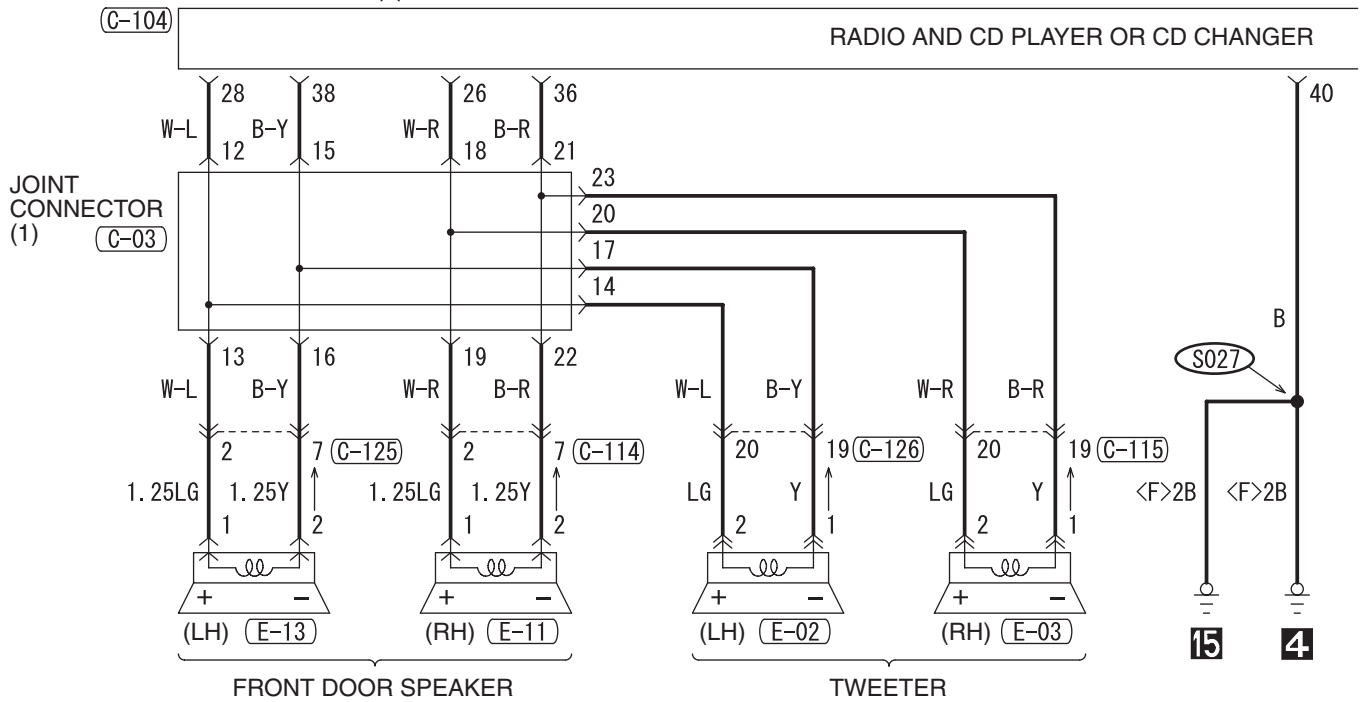 C-104
RADIO AND CD PLAYER OR CD CHANGER
28 38 26 36 40
W-L B-Y W-R B-R
12 15 18 21
JOINT
CONNECTOR
(1)
C-03
23
20
17
14
B
13 16 19 22
S027
W-L B-Y W-R B-R W-L B-Y W-R B-R
2 7 C-125 2 7 C-114 20 19 C-126 20 19 C-115
1.25LG 1.25Y 1.25LG 1.25Y LG Y LG Y <F>2B <F>2B
1 2 1 2 2 1 2 1
+ − + − + − + −
(LH) E-13 (RH) E-11 (LH) E-02 (RH) E-03 15 4
FRONT DOOR SPEAKER TWEETER